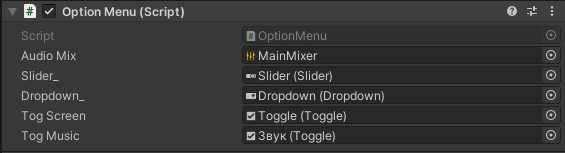 Option Menu (Script)
Script OptionMenu
Audio Mix MainMixer
Slider_ Slider (Slider)
Dropdown_ Dropdown (Dropdown)
Tog Screen Toggle (Toggle)
Tog Music Звук (Toggle)